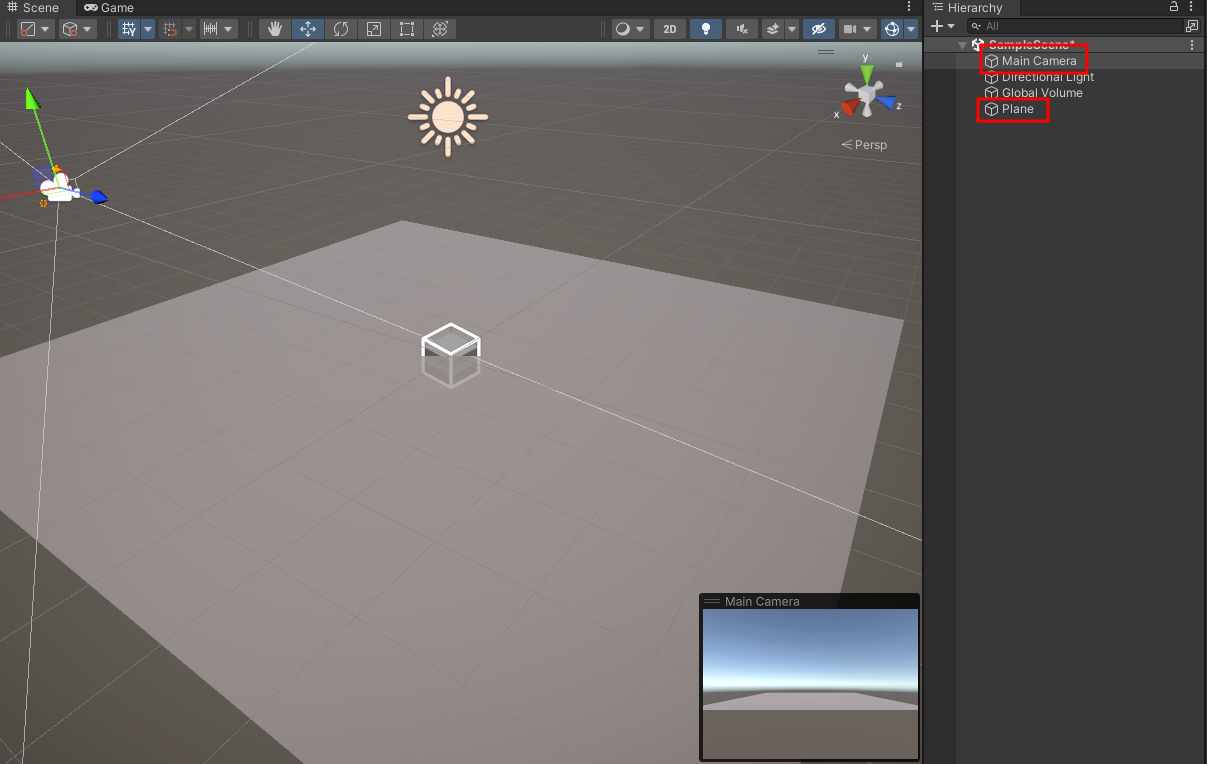 Scene Game
2D
y
x
z
Persp
Main Camera
Hierarchy
All
SampleScene*
Main Camera
Directional Light
Global Volume
Plane